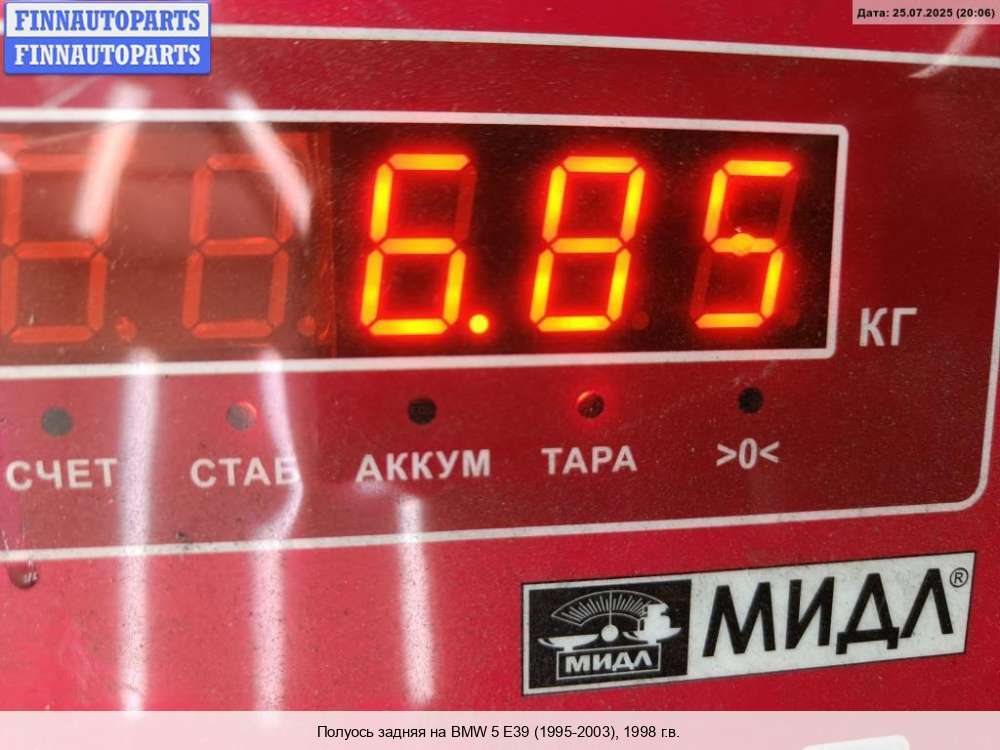 FINNAUTOPARTS
FINNAUTOPARTS
Дата: 25.07.2025 (20:06)
6.85
КГ
СЧЕТ СТАБ АККУМ ТАРА >0<
МИДЛ
МИДЛ®
Полуось задняя на BMW 5 E39 (1995-2003), 1998 г.в.